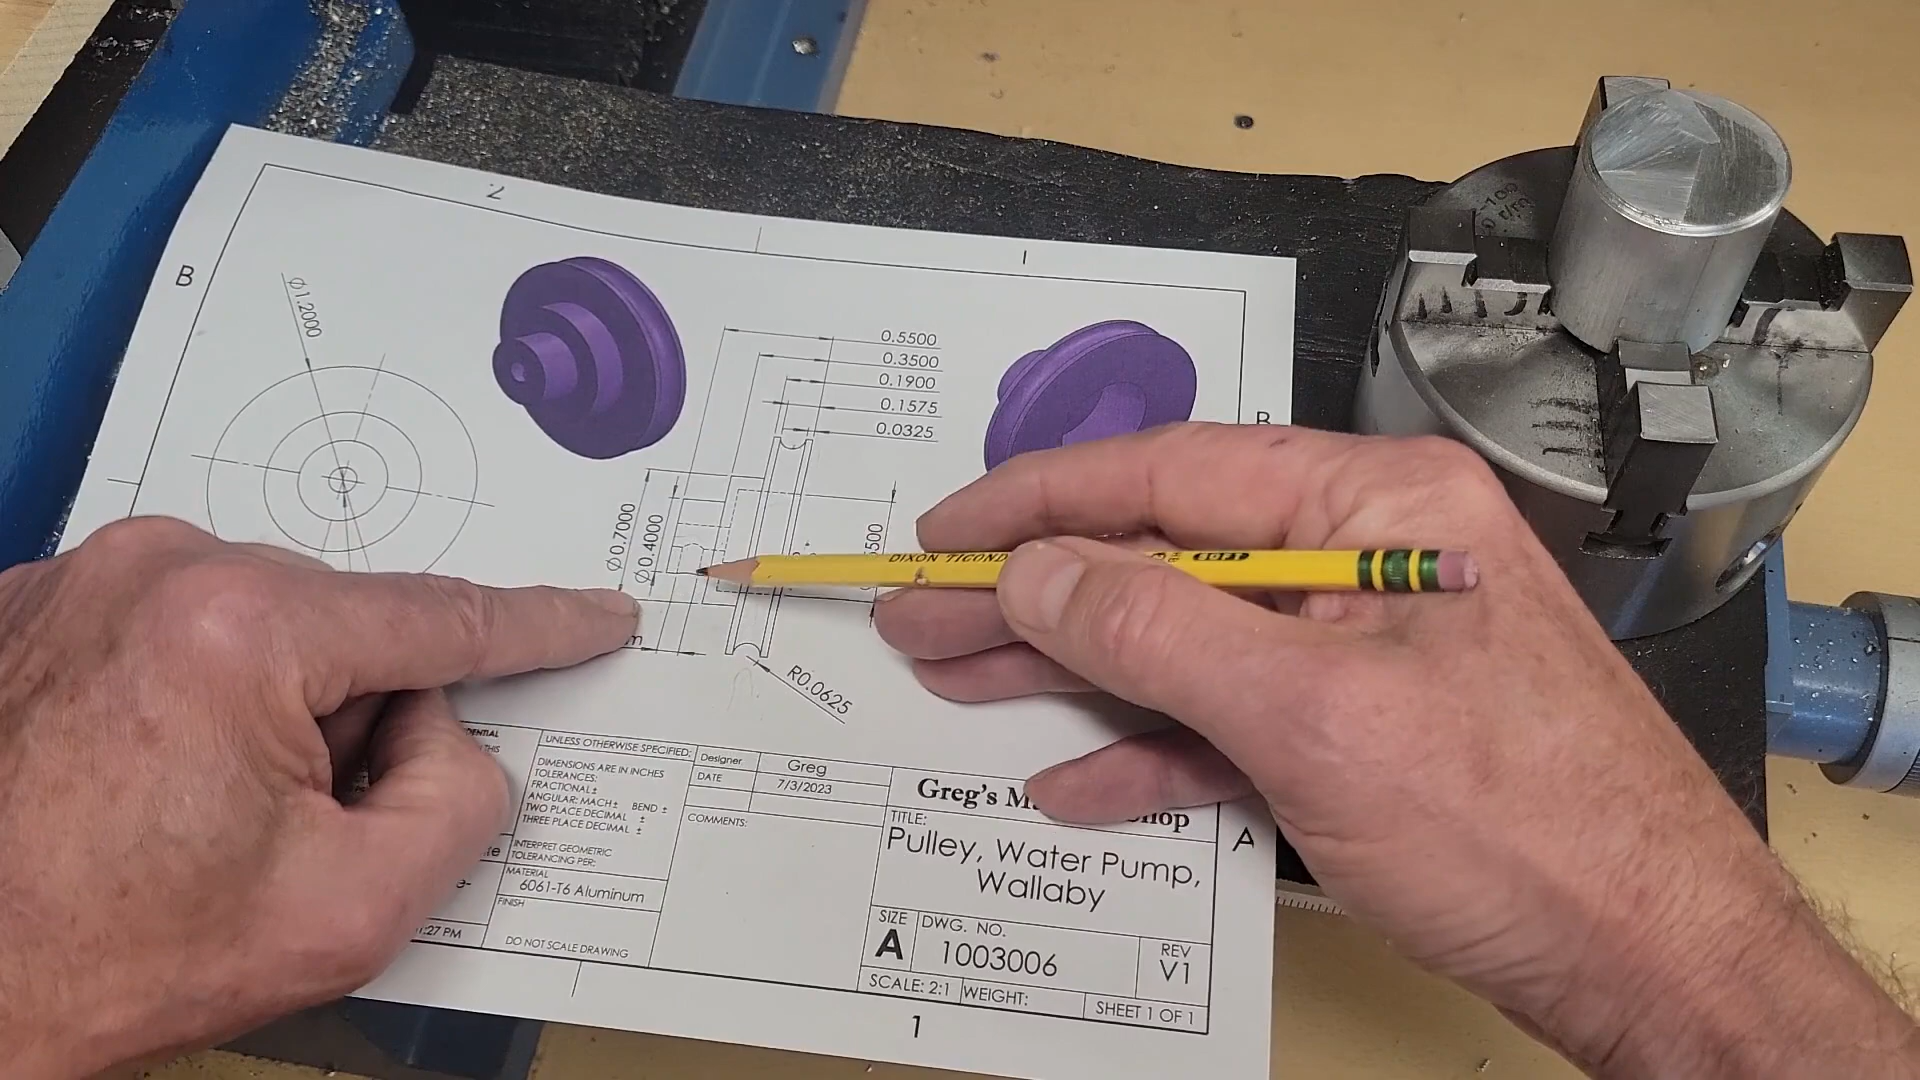 2
1
B
B
Ø1.2000
0.5500
0.3500
0.1900
0.1575
0.0325
Ø0.7000
Ø0.4000
R0.0625
DIXON TICOND
SOFT
UNLESS OTHERWISE SPECIFIED:
DIMENSIONS ARE IN INCHES
TOLERANCES:
FRACTIONAL ±
ANGULAR: MACH± BEND ±
TWO PLACE DECIMAL ±
THREE PLACE DECIMAL ±
INTERPRET GEOMETRIC
TOLERANCING PER:
MATERIAL
6061-T6 Aluminum
FINISH
DO NOT SCALE DRAWING
:27 PM
Designer
Greg
DATE
7/3/2023
COMMENTS:
Greg's M
hop
TITLE:
Pulley, Water Pump,
Wallaby
SIZE
A
DWG. NO.
1003006
REV
V1
SCALE: 2:1
WEIGHT:
SHEET 1 OF 1
A
1